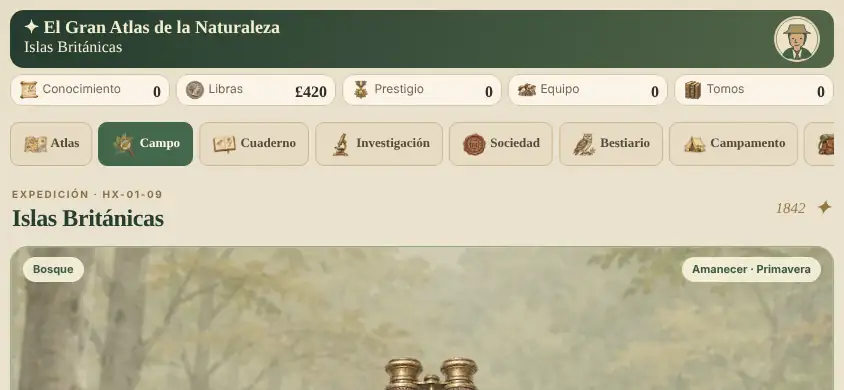 ✦ El Gran Atlas de la Naturaleza
Islas Británicas
Conocimiento 0
Libras £420
Prestigio 0
Equipo 0
Tomos 0
Atlas
Campo
Cuaderno
Investigación
Sociedad
Bestiario
Campamento
EXPEDICIÓN · HX-01-09
Islas Británicas
1842 ✦
Bosque
Amanecer · Primavera